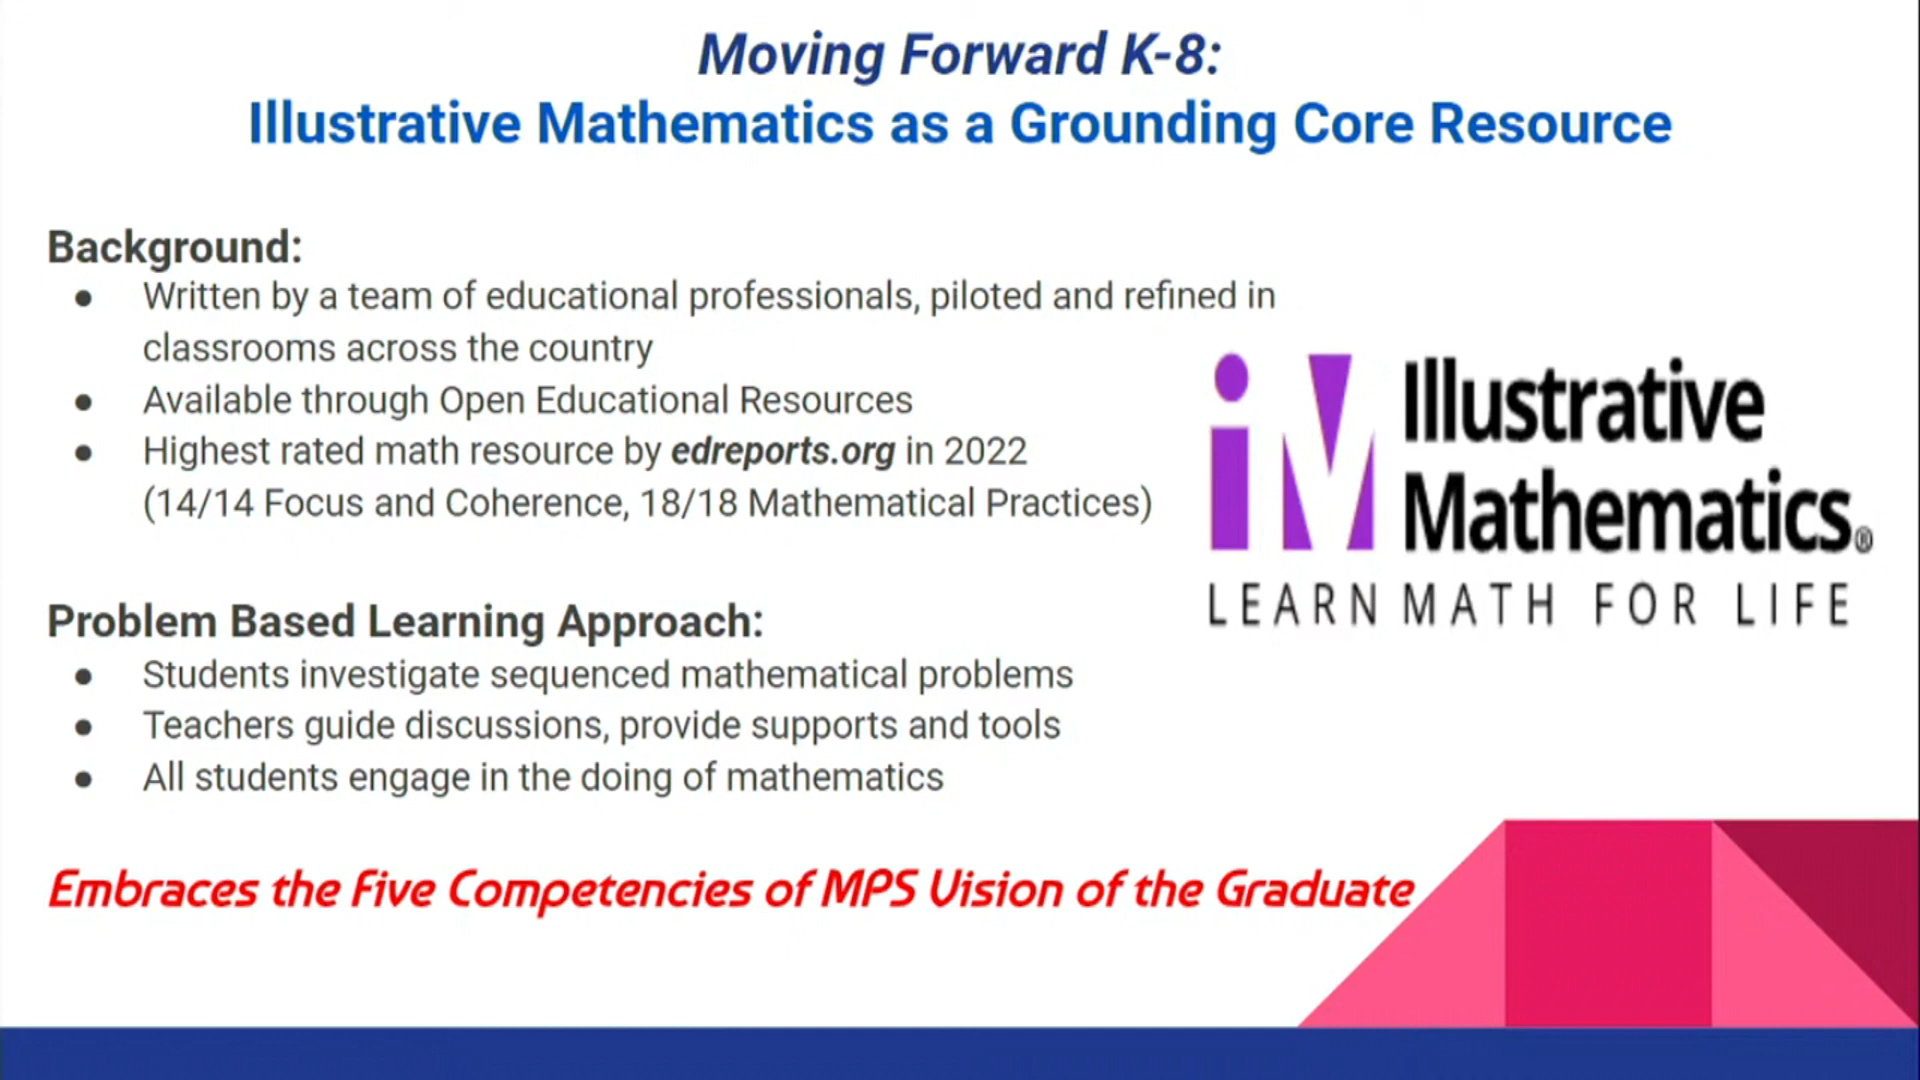 Moving Forward K-8:
Illustrative Mathematics as a Grounding Core Resource
Background:
● Written by a team of educational professionals, piloted and refined in
classrooms across the country
● Available through Open Educational Resources
● Highest rated math resource by edreports.org in 2022
(14/14 Focus and Coherence, 18/18 Mathematical Practices)
iM Illustrative
Mathematics®
LEARN MATH FOR LIFE
Problem Based Learning Approach:
● Students investigate sequenced mathematical problems
● Teachers guide discussions, provide supports and tools
● All students engage in the doing of mathematics
Embraces the Five Competencies of MPS Vision of the Graduate